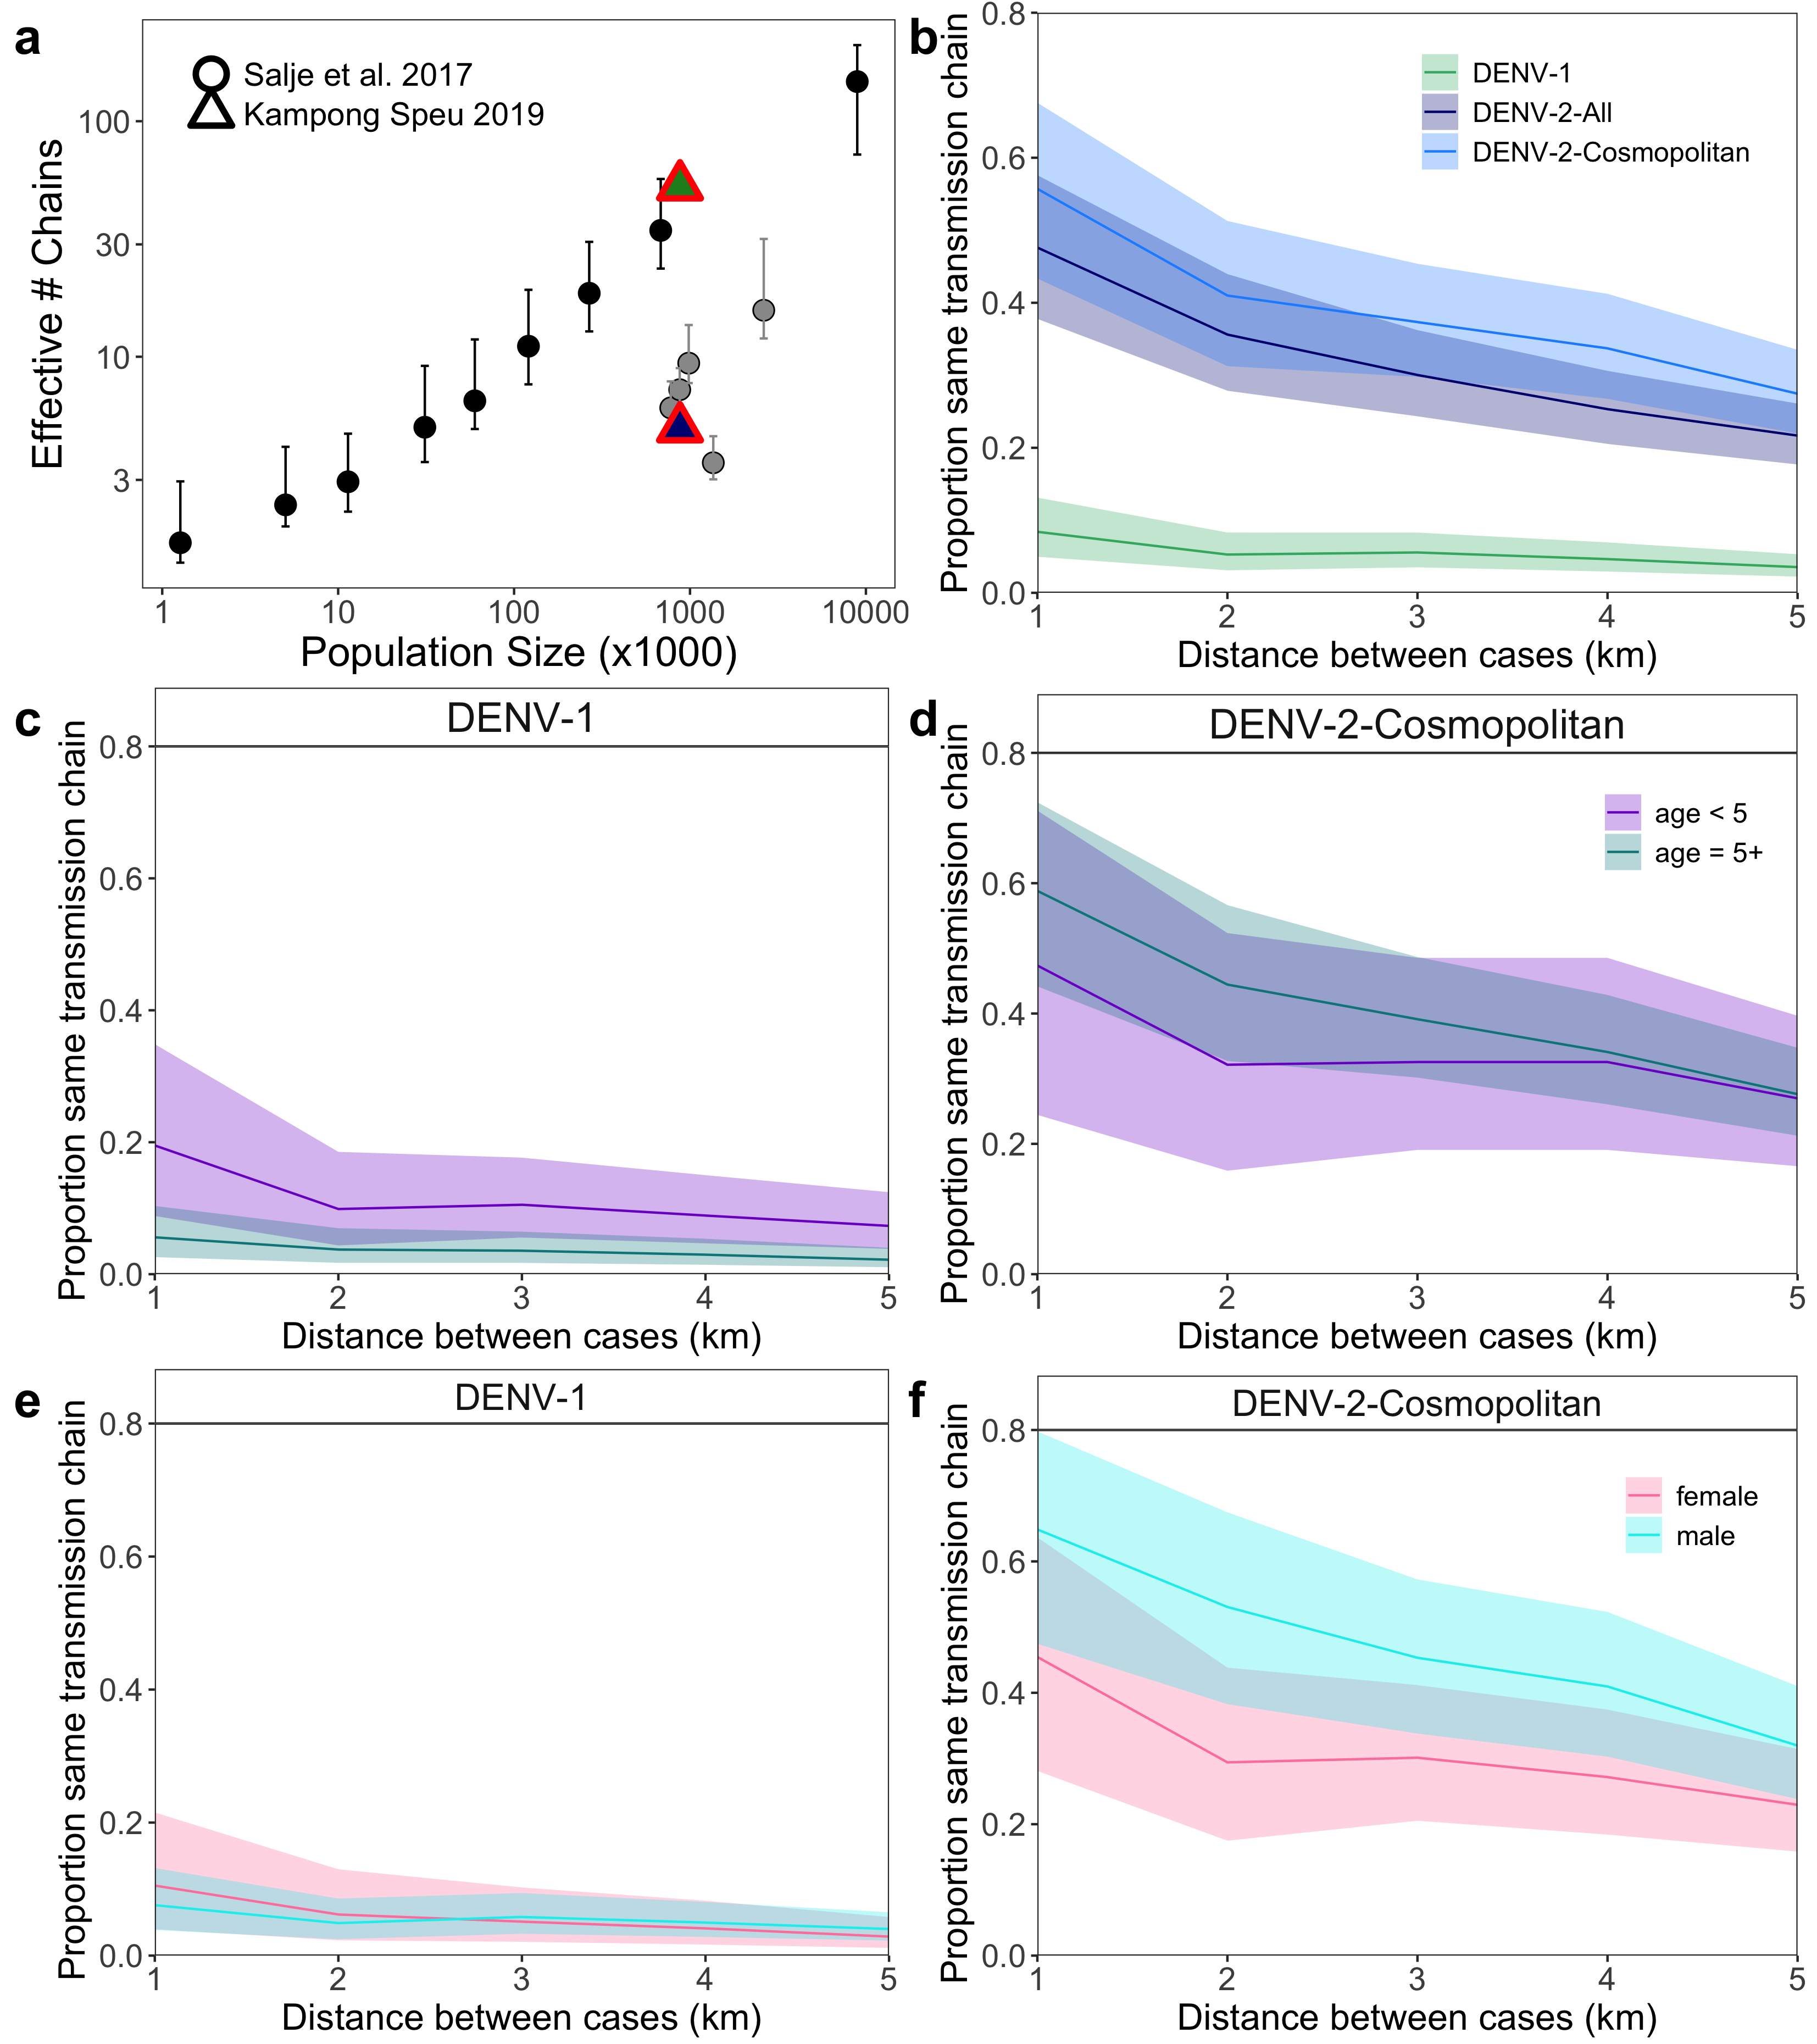 a
Salje et al. 2017
Kampong Speu 2019
Effective # Chains
100
30
10
3
1
10
100
1000
10000
Population Size (x1000)
b
Proportion same transmission chain
0.8
0.6
0.4
0.2
0.0
DENV-1
DENV-2-All
DENV-2-Cosmopolitan
1
2
3
4
5
Distance between cases (km)
c
DENV-1
Proportion same transmission chain
0.8
0.6
0.4
0.2
0.0
1
2
3
4
5
Distance between cases (km)
d
DENV-2-Cosmopolitan
Proportion same transmission chain
0.8
0.6
0.4
0.2
0.0
age < 5
age = 5+
1
2
3
4
5
Distance between cases (km)
e
DENV-1
Proportion same transmission chain
0.8
0.6
0.4
0.2
0.0
1
2
3
4
5
Distance between cases (km)
f
DENV-2-Cosmopolitan
Proportion same transmission chain
0.8
0.6
0.4
0.2
0.0
female
male
1
2
3
4
5
Distance between cases (km)